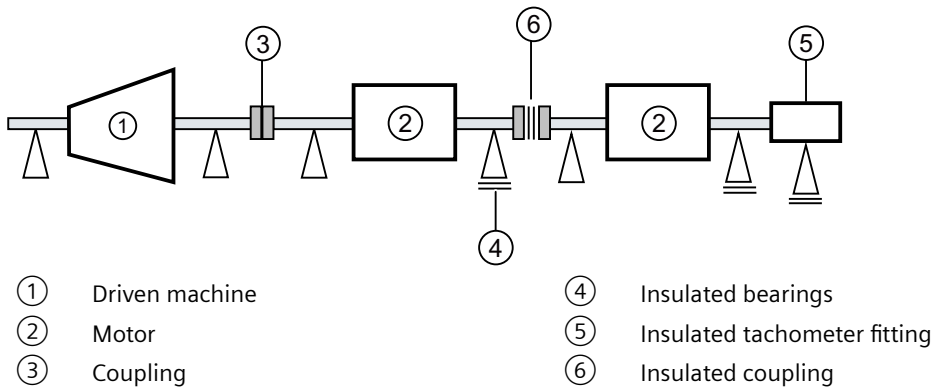 ③ ⑥ ⑤
① ② ②
④
① Driven machine ④ Insulated bearings
② Motor ⑤ Insulated tachometer fitting
③ Coupling ⑥ Insulated coupling